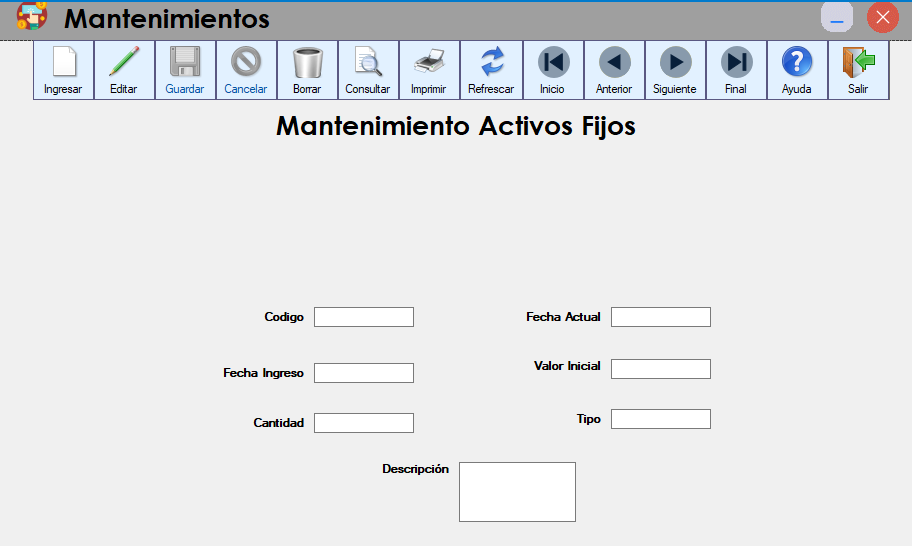 Mantenimientos
Ingresar Editar Guardar Cancelar Borrar Consultar Imprimir Refrescar Inicio Anterior Siguiente Final Ayuda Salir
Mantenimiento Activos Fijos
Codigo Fecha Actual
Fecha Ingreso Valor Inicial
Cantidad Tipo
Descripción